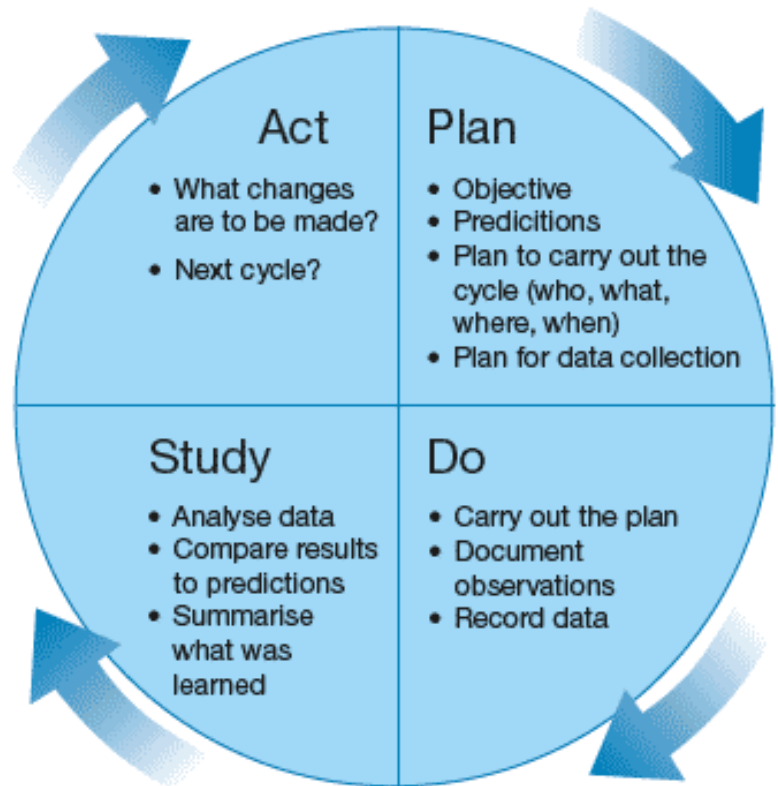 Act
• What changes
are to be made?
• Next cycle?
Plan
• Objective
• Predicitions
• Plan to carry out the
cycle (who, what,
where, when)
• Plan for data collection
Study
• Analyse data
• Compare results
to predictions
• Summarise
what was
learned
Do
• Carry out the plan
• Document
observations
• Record data